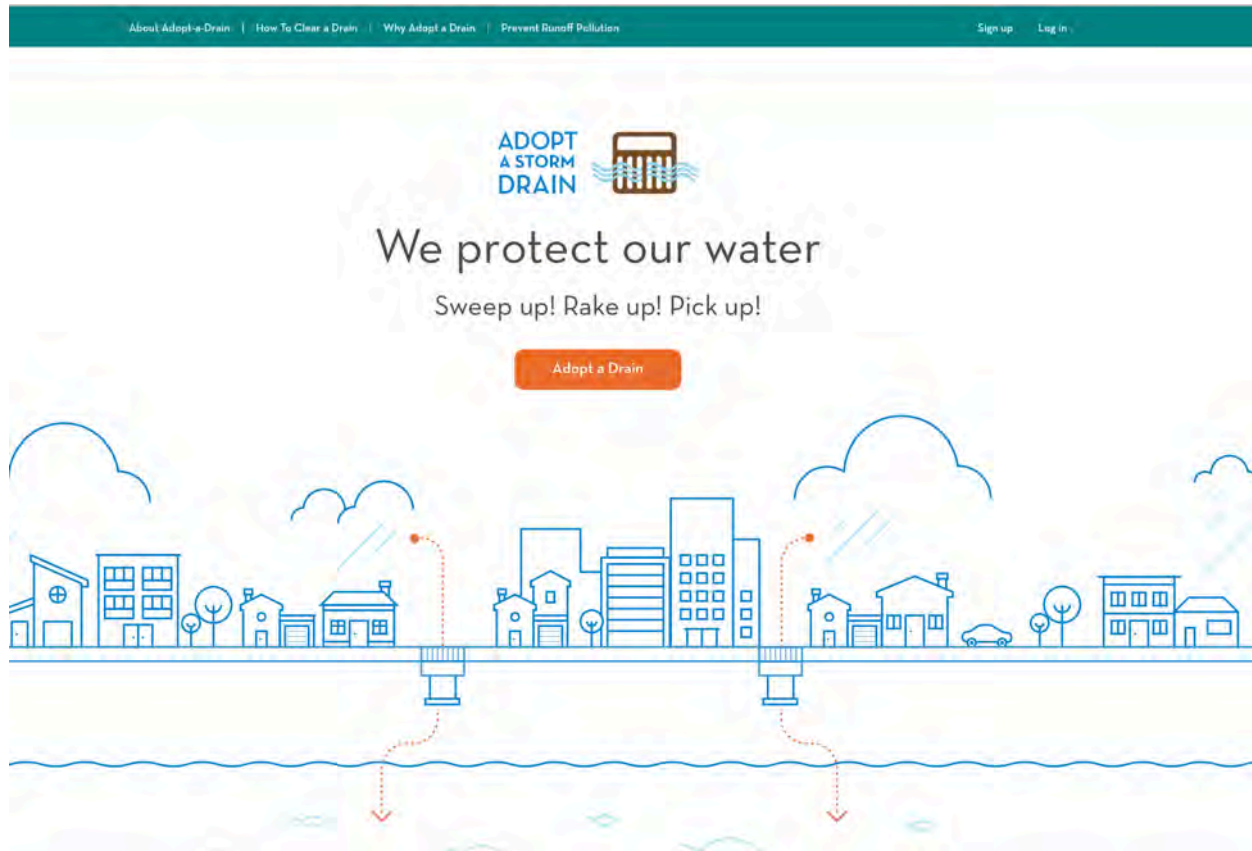 About Adopt-a-Drain | How To Clear a Drain | Why Adopt a Drain | Prevent Runoff Pollution
Sign up Log in
ADOPT
A STORM
DRAIN
We protect our water
Sweep up! Rake up! Pick up!
Adopt a Drain